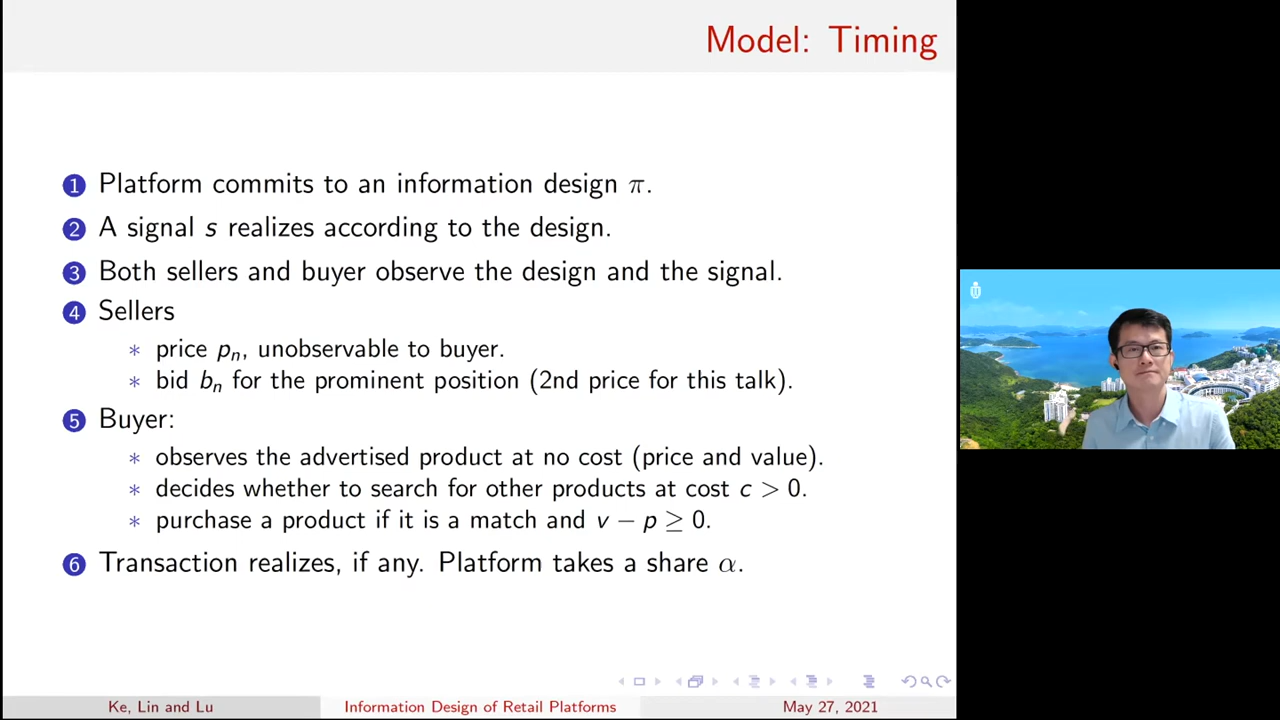 Model: Timing
1 Platform commits to an information design π.
2 A signal s realizes according to the design.
3 Both sellers and buyer observe the design and the signal.
4 Sellers
* price pₙ, unobservable to buyer.
* bid bₙ for the prominent position (2nd price for this talk).
5 Buyer:
* observes the advertised product at no cost (price and value).
* decides whether to search for other products at cost c > 0.
* purchase a product if it is a match and v − p ≥ 0.
6 Transaction realizes, if any. Platform takes a share α.
Ke, Lin and Lu Information Design of Retail Platforms May 27, 2021